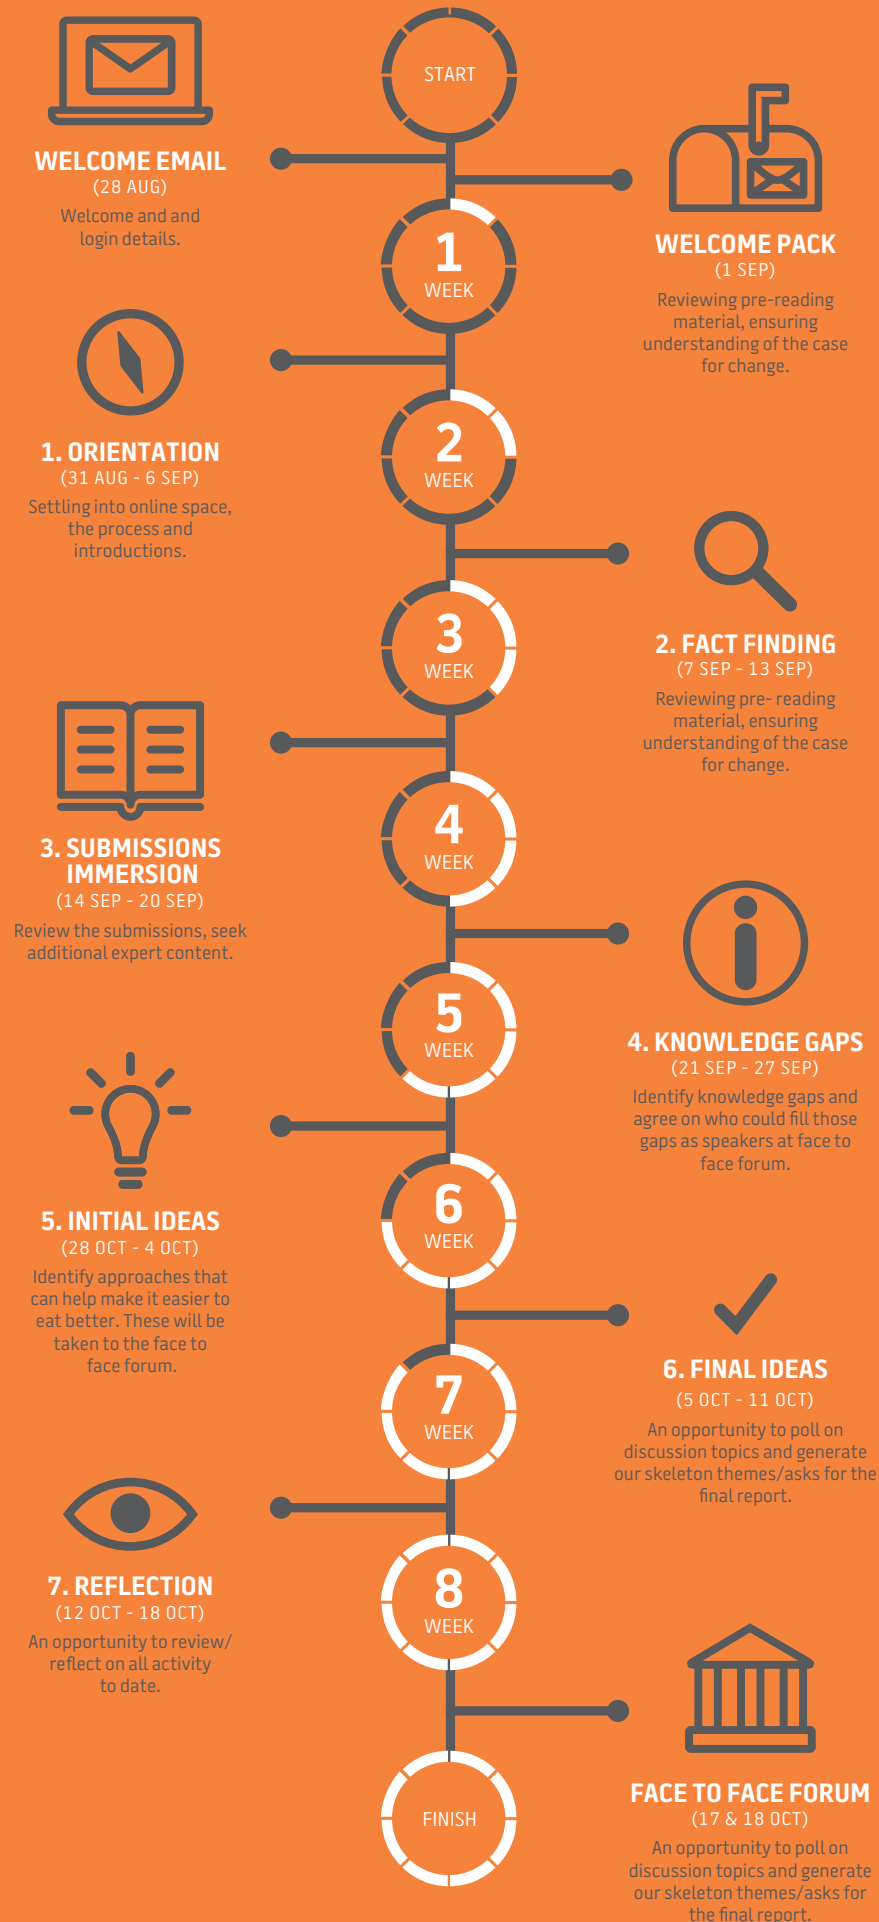 START
WELCOME EMAIL
(28 AUG)
Welcome and and
login details.
WELCOME PACK
(1 SEP)
Reviewing pre-reading
material, ensuring
understanding of the case
for change.
1
WEEK
1. ORIENTATION
(31 AUG - 6 SEP)
Settling into online space,
the process and
introductions.
2
WEEK
2. FACT FINDING
(7 SEP - 13 SEP)
Reviewing pre- reading
material, ensuring
understanding of the case
for change.
3
WEEK
3. SUBMISSIONS
IMMERSION
(14 SEP - 20 SEP)
Review the submissions, seek
additional expert content.
4
WEEK
4. KNOWLEDGE GAPS
(21 SEP - 27 SEP)
Identify knowledge gaps and
agree on who could fill those
gaps as speakers at face to
face forum.
5
WEEK
5. INITIAL IDEAS
(28 OCT - 4 OCT)
Identify approaches that
can help make it easier to
eat better. These will be
taken to the face to
face forum.
6
WEEK
6. FINAL IDEAS
(5 OCT - 11 OCT)
An opportunity to poll on
discussion topics and generate
our skeleton themes/asks for the
final report.
7
WEEK
7. REFLECTION
(12 OCT - 18 OCT)
An opportunity to review/
reflect on all activity
to date.
8
WEEK
FACE TO FACE FORUM
(17 & 18 OCT)
An opportunity to poll on
discussion topics and generate
our skeleton themes/asks for
the final report.
FINISH